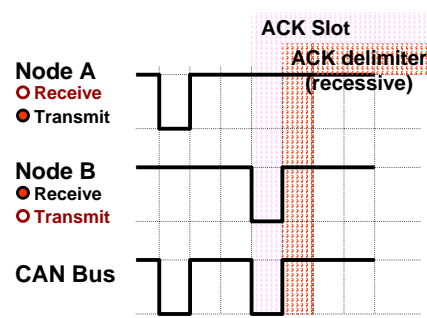 ACK Slot
ACK delimiter
(recessive)
Node A
Receive
Transmit
Node B
Receive
Transmit
CAN Bus